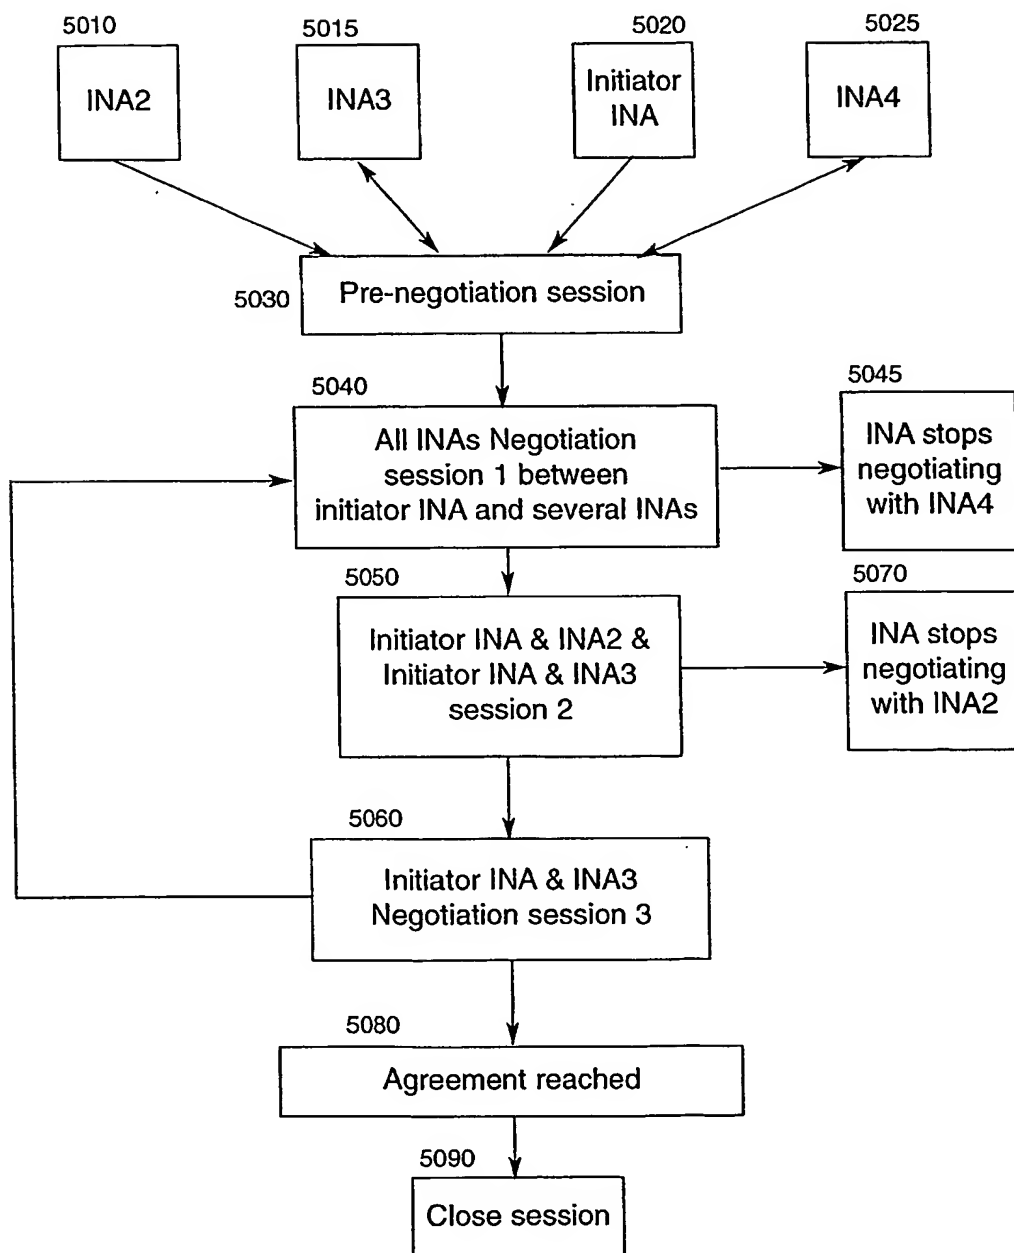 5010
5015
5020
5025
INA2
INA3
Initiator
INA
INA4
5030
Pre-negotiation session
5040
All INAs Negotiation
session 1 between
initiator INA and several INAs
5045
INA stops
negotiating
with INA4
5050
Initiator INA & INA2 &
Initiator INA & INA3
session 2
5070
INA stops
negotiating
with INA2
5060
Initiator INA & INA3
Negotiation session 3
5080
Agreement reached
5090
Close session